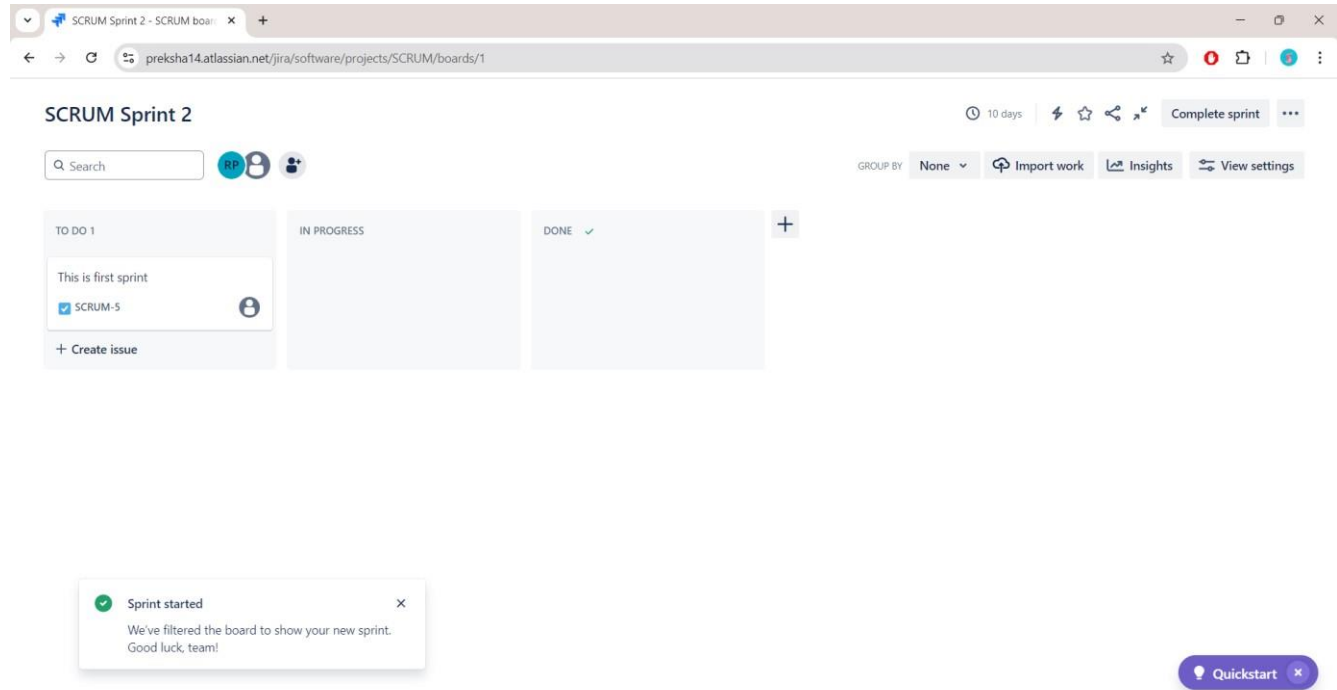 SCRUM Sprint 2 - SCRUM boar
preksha14.atlassian.net/jira/software/projects/SCRUM/boards/1
SCRUM Sprint 2
10 days
Complete sprint
Search
RP
GROUP BY
None
Import work
Insights
View settings
TO DO 1
IN PROGRESS
DONE
This is first sprint
SCRUM-5
+ Create issue
Sprint started
We've filtered the board to show your new sprint.
Good luck, team!
Quickstart